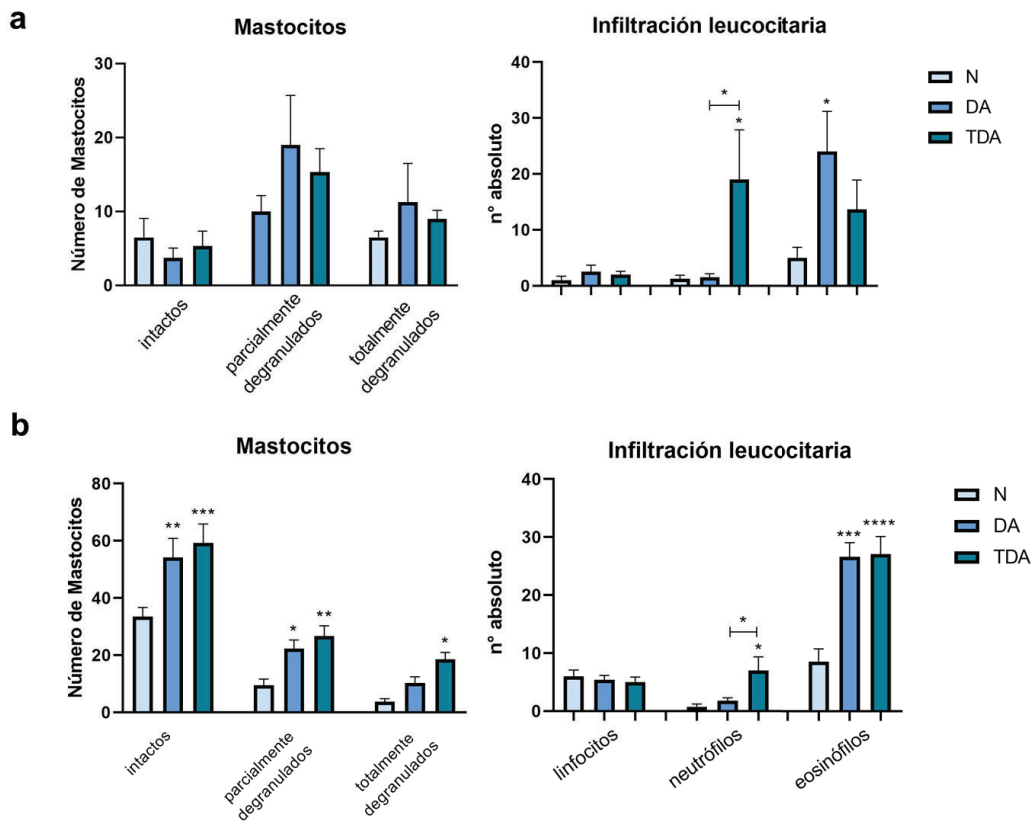 a
Mastocitos
Número de Mastocitos
30
20
10
0
intactos
parcialmente
degranulados
totalmente
degranulados
Infiltración leucocitaria
n° absoluto
40
30
20
10
0
*
*
*
N
DA
TDA
b
Mastocitos
Número de Mastocitos
80
60
40
20
0
**
***
*
**
*
intactos
parcialmente
degranulados
totalmente
degranulados
Infiltración leucocitaria
n° absoluto
40
30
20
10
0
*
*
***
****
linfocitos
neutrófilos
eosinófilos
N
DA
TDA